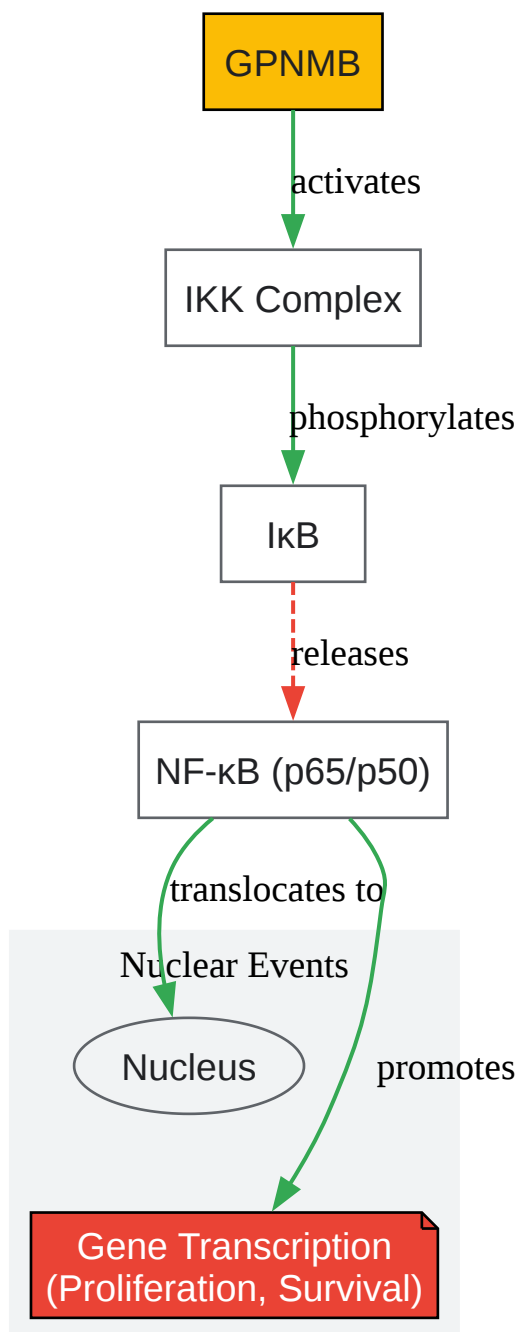 GPNMB
activates
IKK Complex
phosphorylates
IκB
releases
NF-κB (p65/p50)
translocates to
Nuclear Events
Nucleus
promotes
Gene Transcription
(Proliferation, Survival)